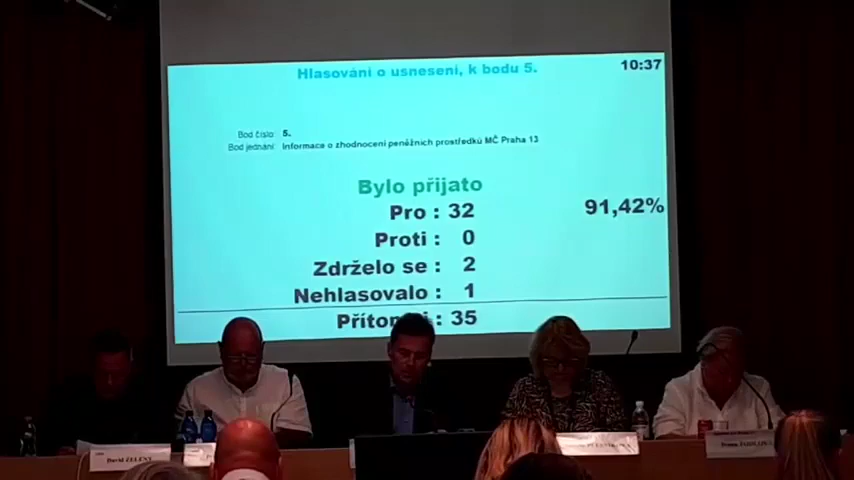 Hlasování o usnesení, k bodu 5.
10:37
Bod číslo: 5.
Bod jednání: Informace o zhodnocení peněžních prostředků MČ Praha 13
Bylo přijato
Pro : 32
91,42%
Proti : 0
Zdrželo se : 2
Nehlasovalo : 1
: 35
David ZELENÝ